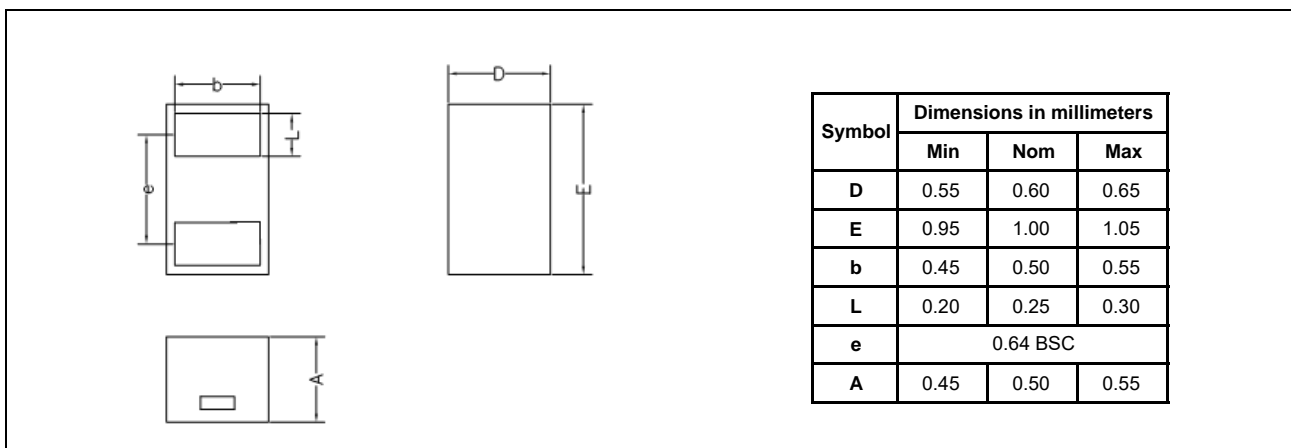 b
L
e
D
E
A
Symbol Dimensions in millimeters
Min Nom Max
D 0.55 0.60 0.65
E 0.95 1.00 1.05
b 0.45 0.50 0.55
L 0.20 0.25 0.30
e 0.64 BSC
A 0.45 0.50 0.55